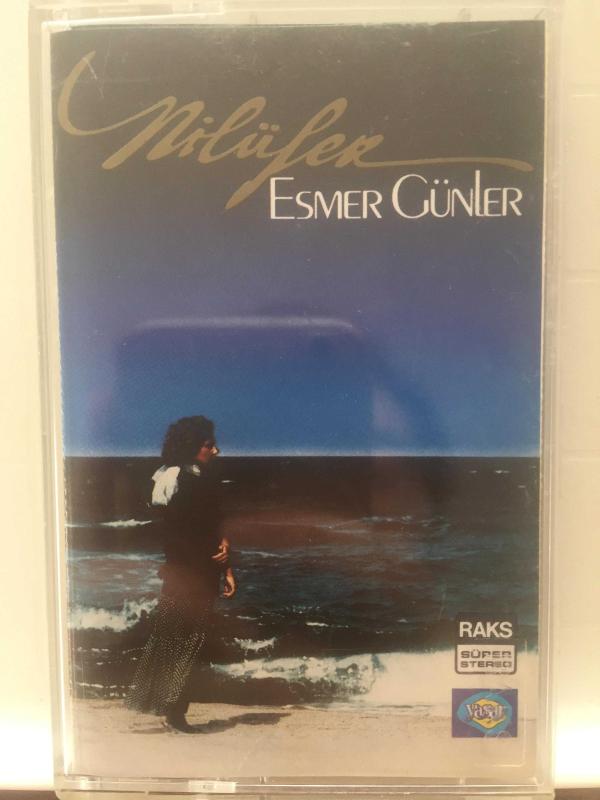 Nilüfer
ESMER GÜNLER
RAKS
SÜPER
STEREO
Yaşar